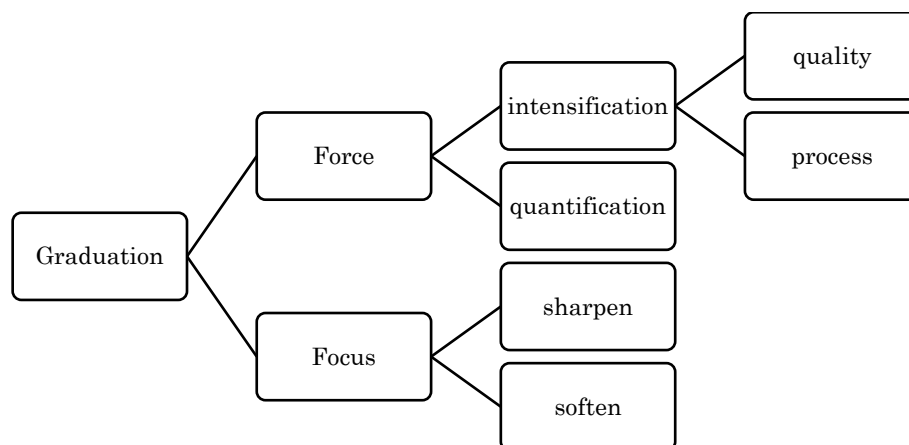 Graduation
Force
intensification
quality
process
quantification
Focus
sharpen
soften